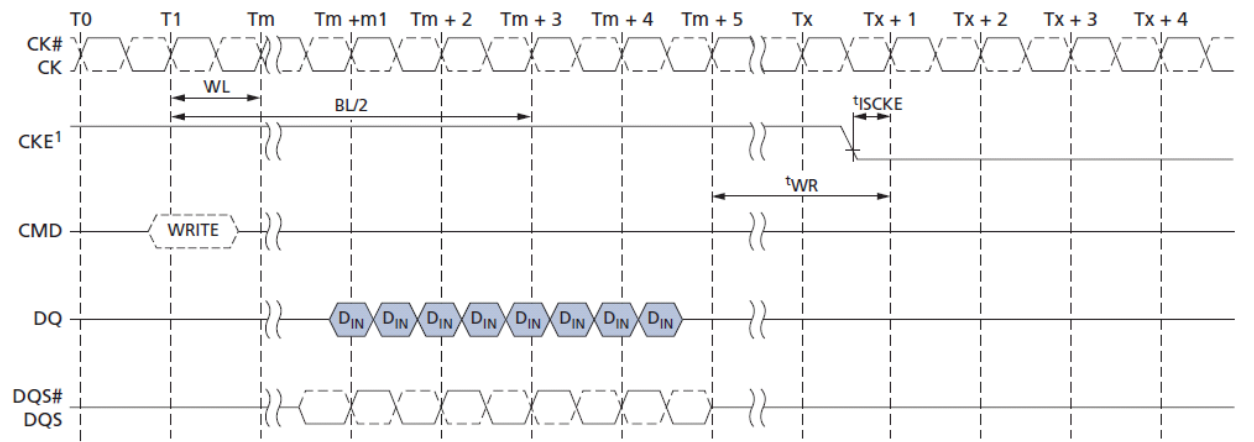 T0 T1 Tm Tm +m1 Tm + 2 Tm + 3 Tm + 4 Tm + 5 Tx Tx + 1 Tx + 2 Tx + 3 Tx + 4
CK#
CK
WL
BL/2
tISCKE
CKE1
tWR
CMD WRITE
DQ DIN DIN DIN DIN DIN DIN DIN DIN
DQS#
DQS